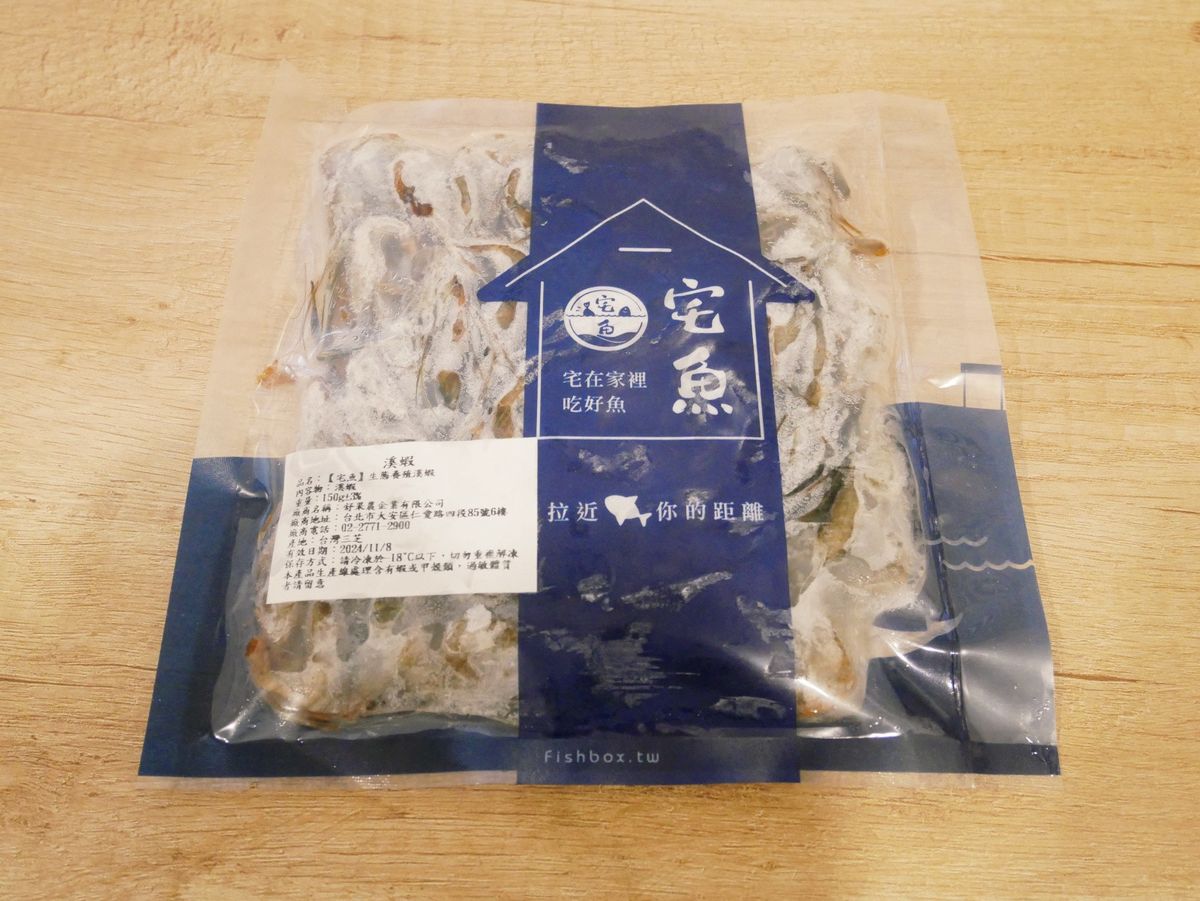 宅魚
宅魚
宅在家裡
吃好魚
拉近 你的距離
溪蝦
品名：【宅魚】生態養殖溪蝦
內容物：溪蝦
重量：150g±3%
廠商名稱：舒果農企業有限公司
廠商地址：台北市大安區仁愛路四段85號6樓
廠商電話：02-2771-2900
產地：台灣三芝
有效日期：2024/11/8
保存方式：請冷凍於-18°C以下，切勿重複解凍
本產品生產線處理含有蝦或甲殼類，過敏體質
者請留意
Fishbox.tw